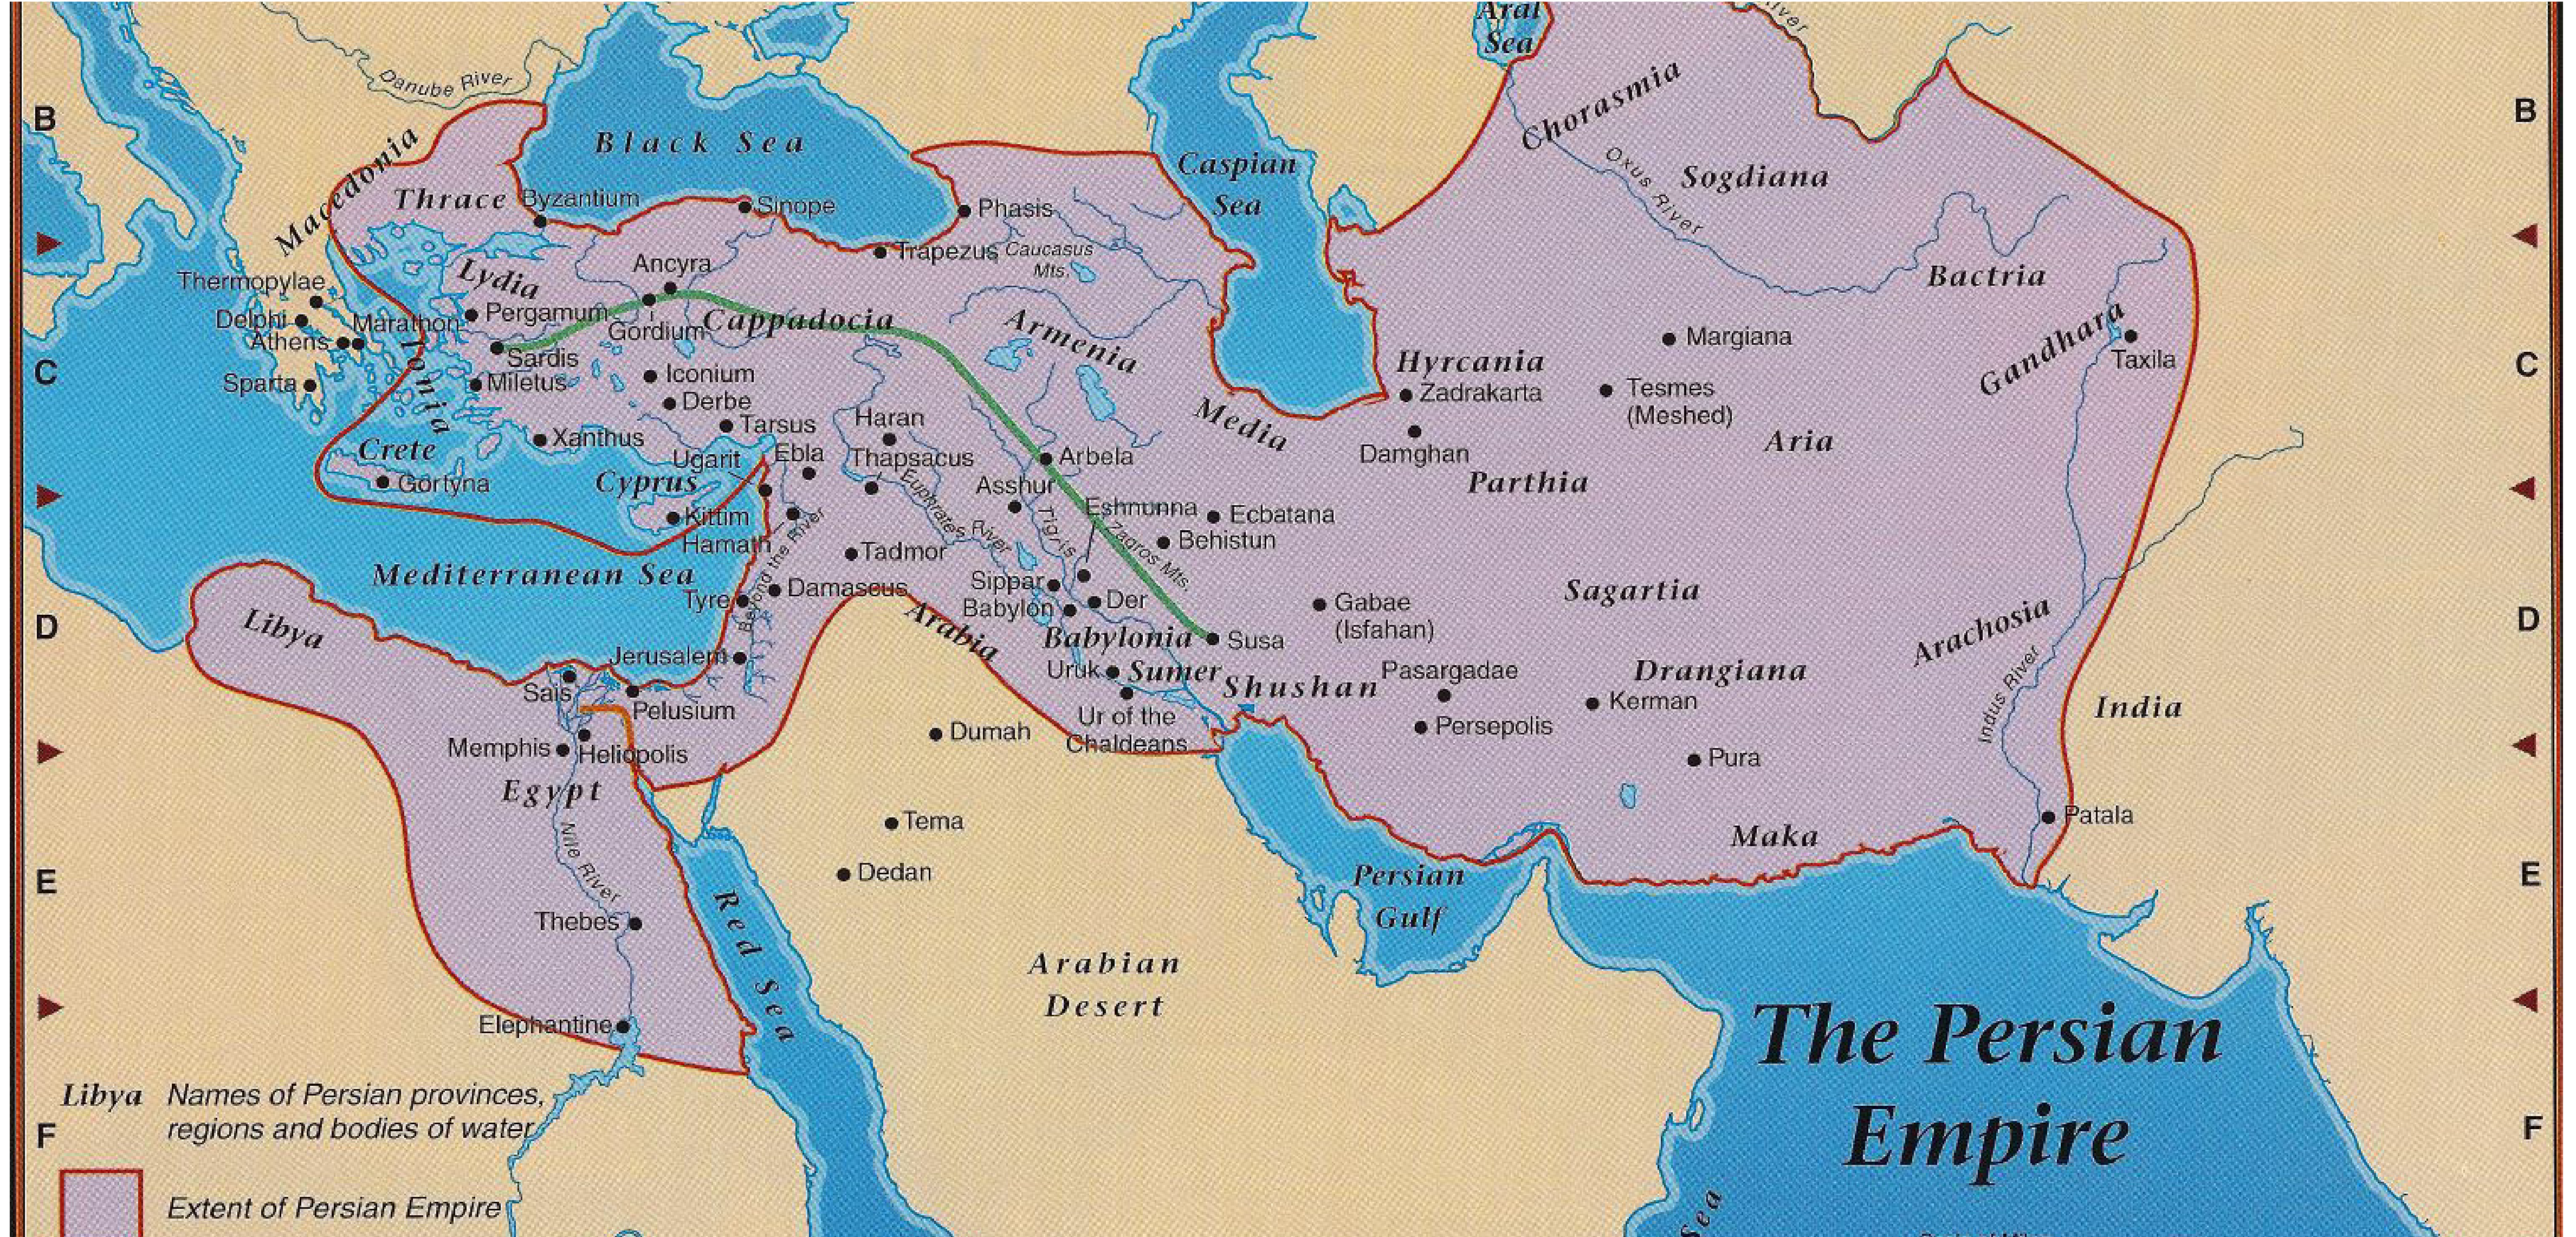 Aral
Sea
River
Danube River
Chorasmia
B
B
Black Sea
Macedonia
Caspian
Sea
Oxus River
Sogdiana
Thrace
Byzantium
Sinope
Phasis
Trapezus
Caucasus
Mts.
Ancyra
Lydia
Bactria
Thermopylae
Pergamum
Delphi
Marathon
Gordium
Cappadocia
Armenia
Margiana
Gandhara
Athens
Ionia
Sardis
Hyrcania
Taxila
C
C
Sparta
Miletus
Iconium
Zadrakarta
Tesmes
(Meshed)
Derbe
Media
Haran
Tarsus
Xanthus
Aria
Crete
Ugarit
Ebla
Thapsacus
Arbela
Damghan
Gortyna
Cyprus
Asshur
Parthia
Euphrates River
Eshnunna
Ecbatana
Kittim
Tigris
Hamath
Beyond the River
Tadmor
Zagros Mts.
Behistun
Mediterranean Sea
Damascus
Sippar
Sagartia
Tyre
Babylon
Der
Gabae
(Isfahan)
Libya
D
D
Arabia
Babylonia
Susa
Arachosia
Jerusalem
Uruk
Sumer
Shushan
Pasargadae
Drangiana
Indus River
Sais
Pelusium
Ur of the
Chaldeans
Kerman
India
Dumah
Persepolis
Memphis
Heliopolis
Pura
Egypt
Tema
Patala
Nile River
Maka
Dedan
Persian
Gulf
E
E
Red Sea
Thebes
Arabian
Desert
Elephantine
The Persian
Empire
Libya Names of Persian provinces,
regions and bodies of water
F
F
Extent of Persian Empire
Sea